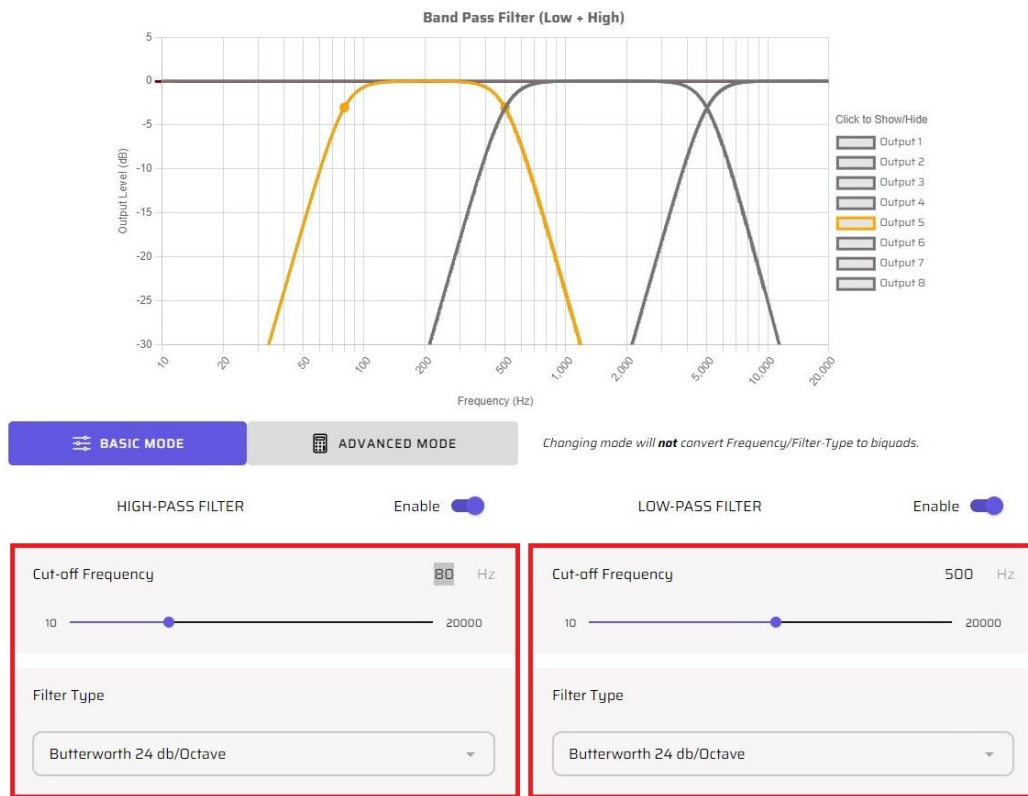 Band Pass Filter (Low + High)
5
0
-5
-10
-15
-20
-25
-30
Output Level (dB)
10
20
50
100
200
500
1,000
2,000
5,000
10,000
20,000
Frequency (Hz)
Click to Show/Hide
Output 1
Output 2
Output 3
Output 4
Output 5
Output 6
Output 7
Output 8
BASIC MODE
ADVANCED MODE
Changing mode will not convert Frequency/Filter-Type to biquads.
HIGH-PASS FILTER
Enable
LOW-PASS FILTER
Enable
Cut-off Frequency
80 Hz
10
20000
Filter Type
Butterworth 24 db/Octave
Cut-off Frequency
500 Hz
10
20000
Filter Type
Butterworth 24 db/Octave